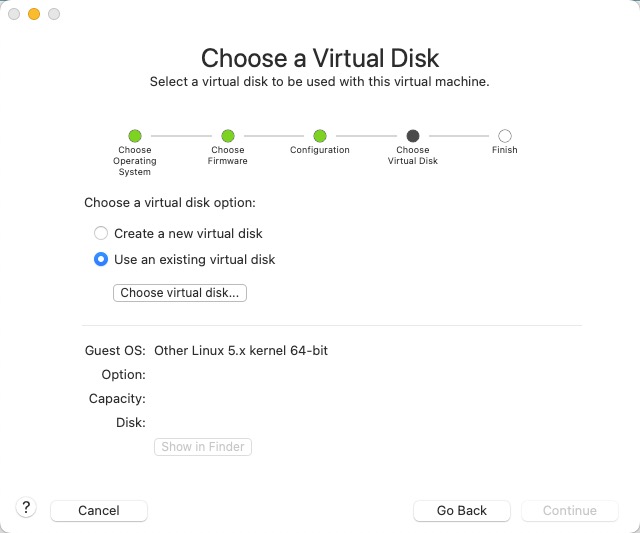 Choose a Virtual Disk
Select a virtual disk to be used with this virtual machine.
Choose
Operating
System
Choose
Firmware
Configuration
Choose
Virtual Disk
Finish
Choose a virtual disk option:
Create a new virtual disk
Use an existing virtual disk
Choose virtual disk...
Guest OS: Other Linux 5.x kernel 64-bit
Option:
Capacity:
Disk:
Show in Finder
? Cancel Go Back Continue